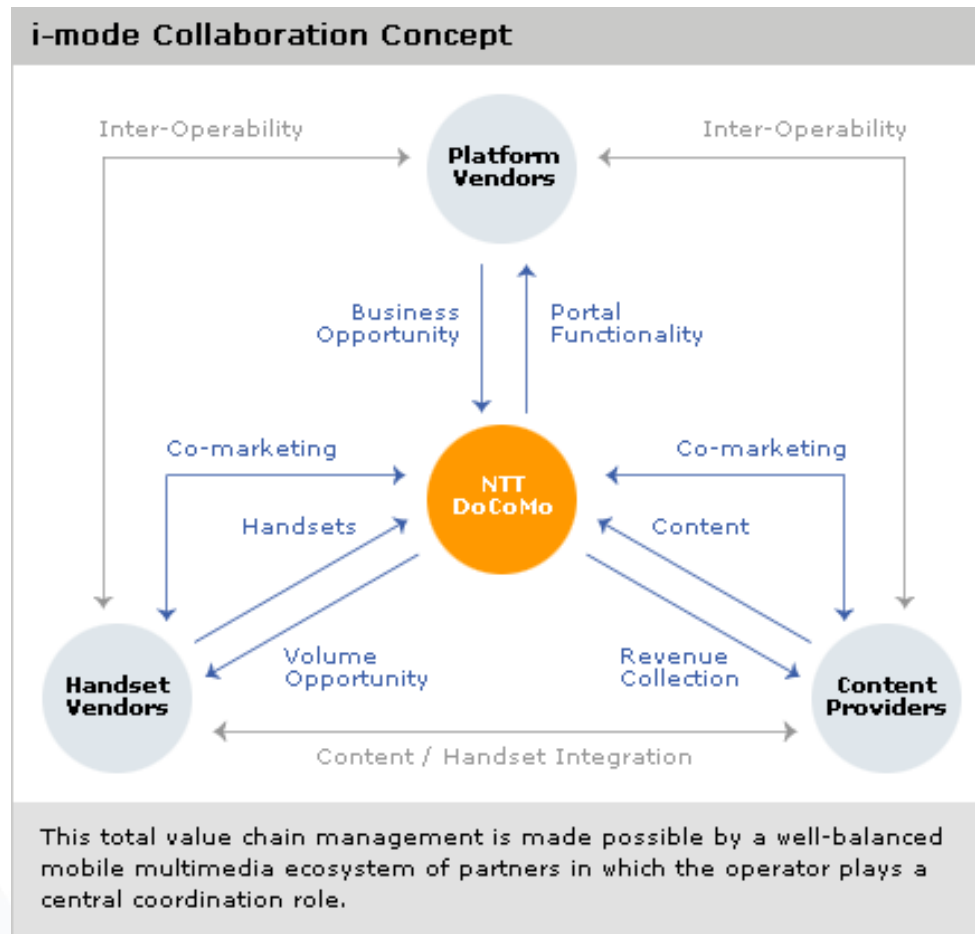 i-mode Collaboration Concept
Inter-Operability
Inter-Operability
Platform
Vendors
Business
Opportunity
Portal
Functionality
Co-marketing
Co-marketing
NTT
DoCoMo
Handsets
Content
Volume
Opportunity
Revenue
Collection
Handset
Vendors
Content
Providers
Content / Handset Integration
This total value chain management is made possible by a well-balanced
mobile multimedia ecosystem of partners in which the operator plays a
central coordination role.